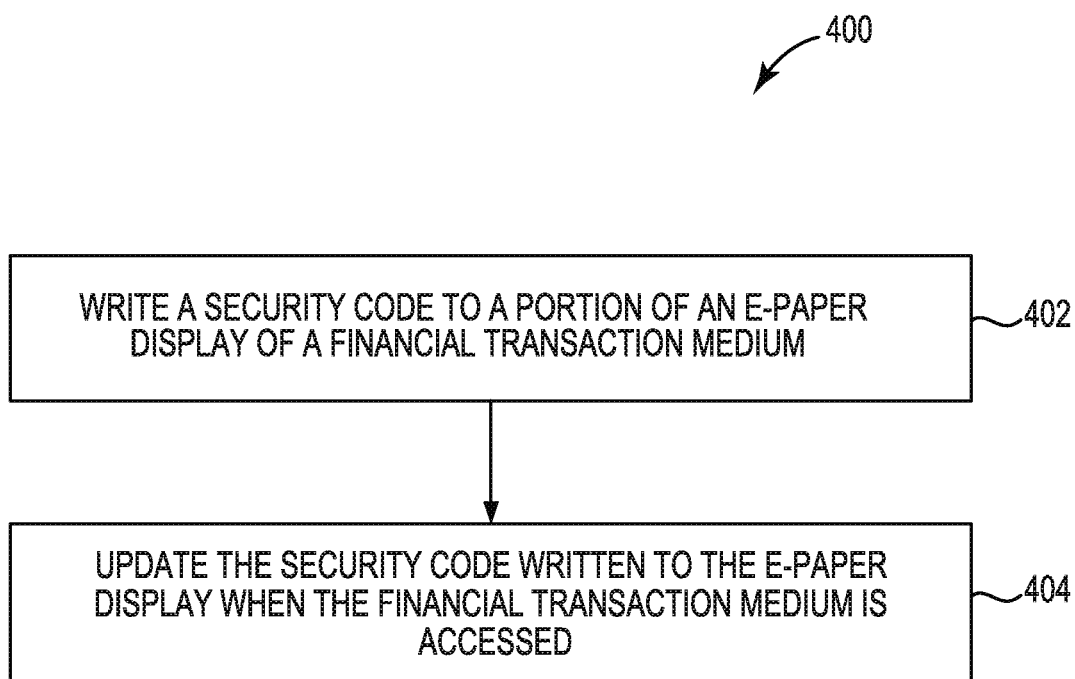 400
WRITE A SECURITY CODE TO A PORTION OF AN E-PAPER
DISPLAY OF A FINANCIAL TRANSACTION MEDIUM
402
UPDATE THE SECURITY CODE WRITTEN TO THE E-PAPER
DISPLAY WHEN THE FINANCIAL TRANSACTION MEDIUM IS
ACCESSED
404